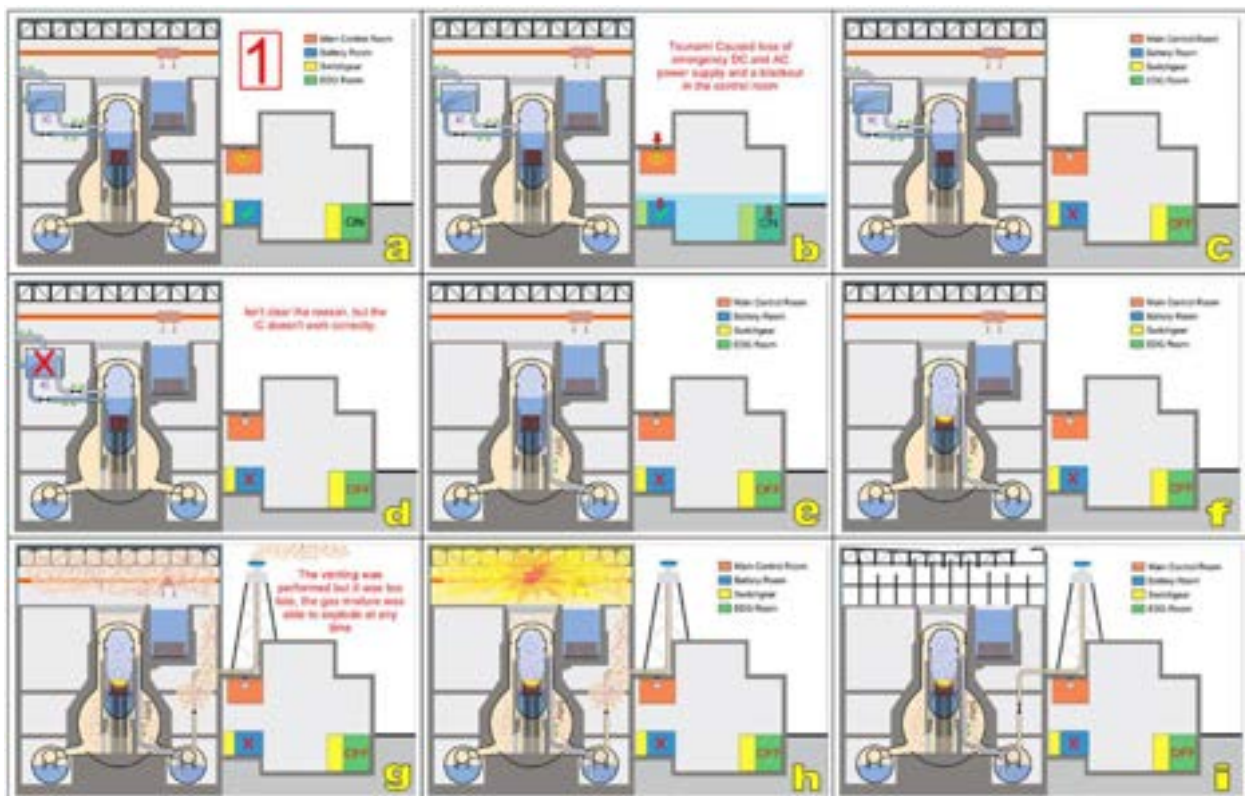 1
Main Control Room
Battery Room
Switchgear
EDG Room
IC
ON
a
Tsunami Caused loss of
emergency DC and AC
power supply and a blackout
in the control room
IC
ON
b
Main Control Room
Battery Room
Switchgear
EDG Room
IC
X
OFF
c
Isn't clear the reason, but the
IC doesn't work correctly.
X
IC
X
OFF
d
Main Control Room
Battery Room
Switchgear
EDG Room
X
OFF
e
Main Control Room
Battery Room
Switchgear
EDG Room
X
OFF
f
The venting was
performed but it was too
late, the gas mixture was
able to explode at any
time
X
OFF
g
Main Control Room
Battery Room
Switchgear
EDG Room
X
OFF
h
Main Control Room
Battery Room
Switchgear
EDG Room
X
OFF
i